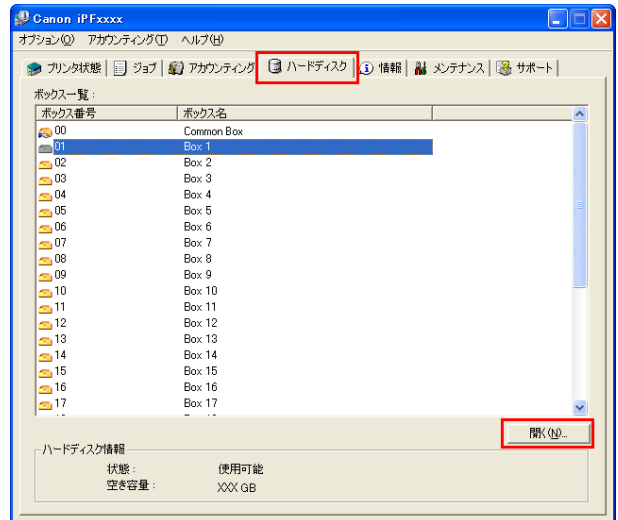 Canon iPFxxxx
オプション(O) アカウンティング(T) ヘルプ(H)
プリンタ状態 ジョブ アカウンティング ハードディスク 情報 メンテナンス サポート
ボックス一覧：
ボックス番号 ボックス名
00 Common Box
01 Box 1
02 Box 2
03 Box 3
04 Box 4
05 Box 5
06 Box 6
07 Box 7
08 Box 8
09 Box 9
10 Box 10
11 Box 11
12 Box 12
13 Box 13
14 Box 14
15 Box 15
16 Box 16
17 Box 17
開く(N)...
ハードディスク情報
状態： 使用可能
空き容量： XXX GB